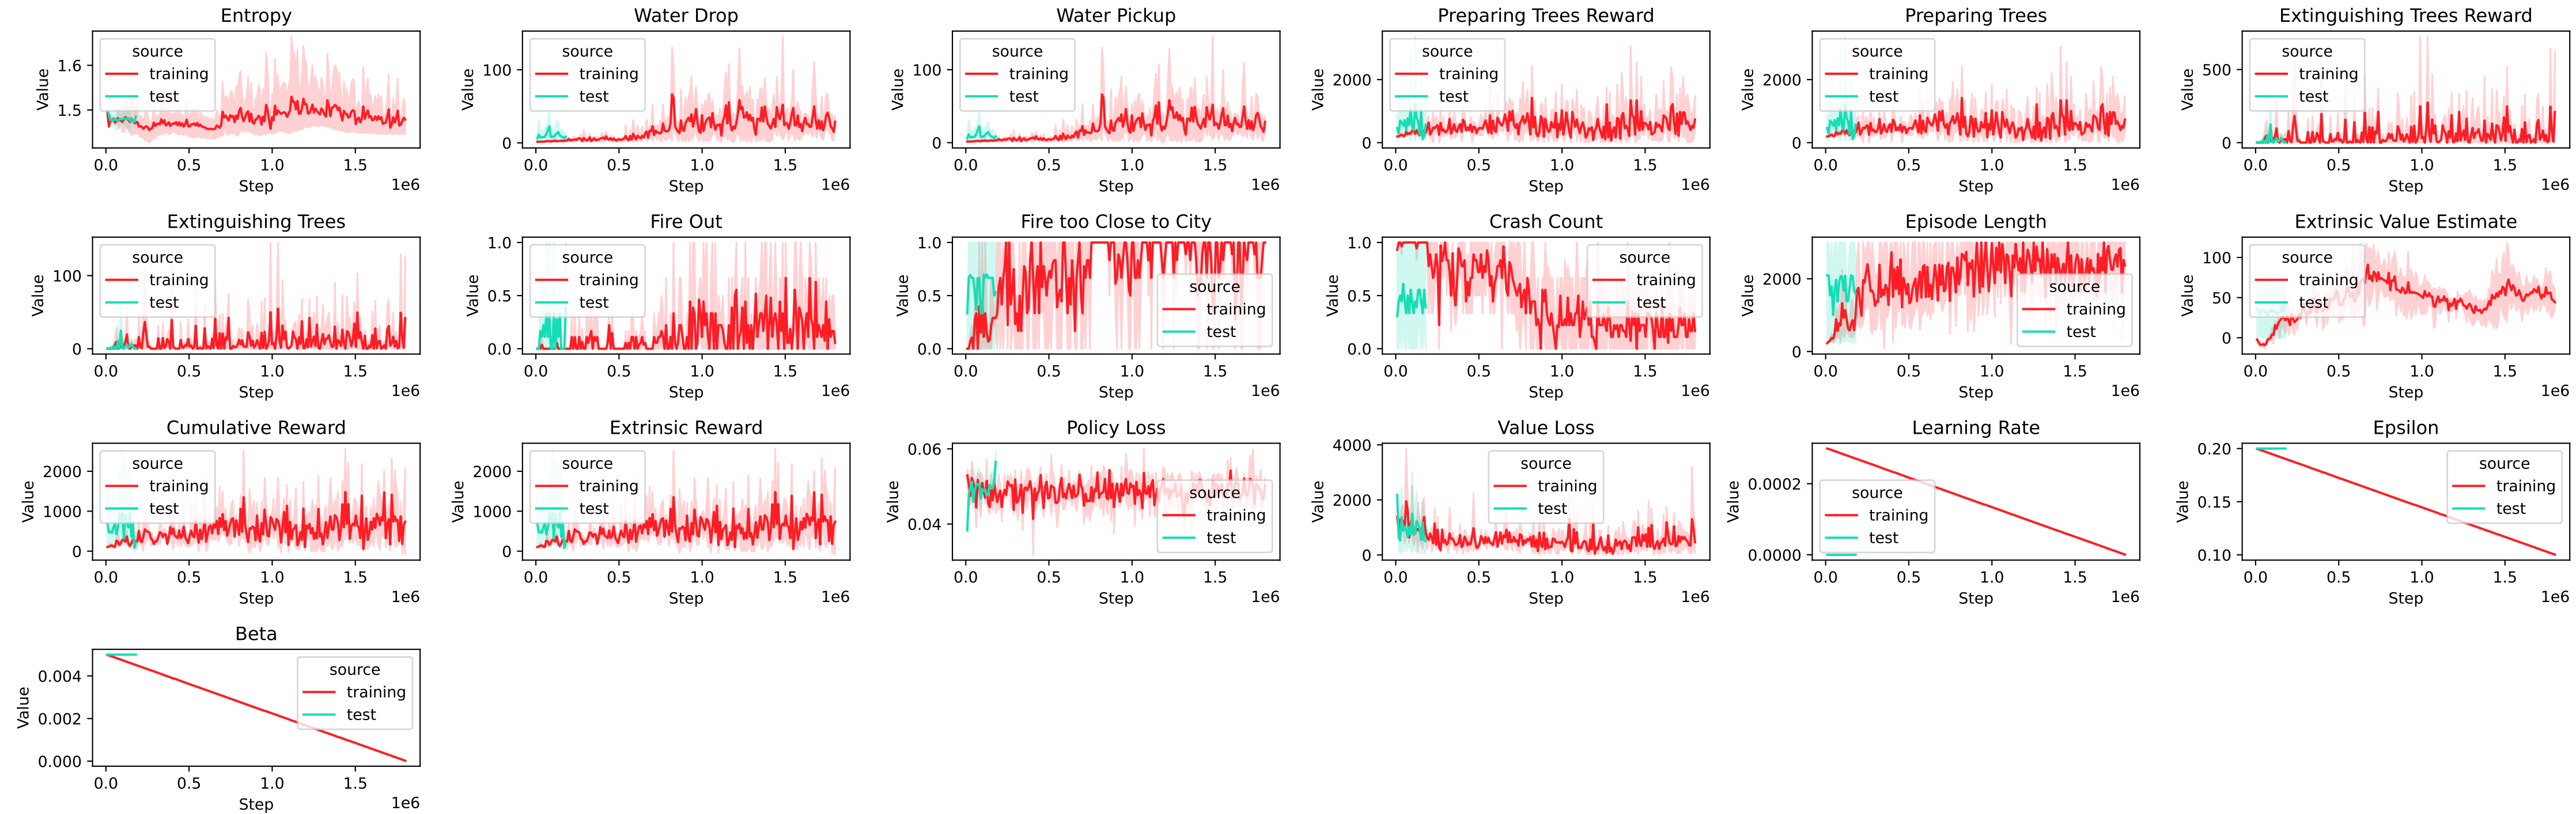 Entropy
Value
1.6
1.5
source
training
test
0.0 0.5 1.0 1.5
Step 1e6
Water Drop
Value
100
0
source
training
test
0.0 0.5 1.0 1.5
Step 1e6
Water Pickup
Value
100
0
source
training
test
0.0 0.5 1.0 1.5
Step 1e6
Preparing Trees Reward
Value
2000
0
source
training
test
0.0 0.5 1.0 1.5
Step 1e6
Preparing Trees
Value
2000
0
source
training
test
0.0 0.5 1.0 1.5
Step 1e6
Extinguishing Trees Reward
Value
500
0
source
training
test
0.0 0.5 1.0 1.5
Step 1e6
Extinguishing Trees
Value
100
0
source
training
test
0.0 0.5 1.0 1.5
Step 1e6
Fire Out
Value
1.0
0.5
0.0
source
training
test
0.0 0.5 1.0 1.5
Step 1e6
Fire too Close to City
Value
1.0
0.5
0.0
source
training
test
0.0 0.5 1.0 1.5
Step 1e6
Crash Count
Value
1.0
0.5
0.0
source
training
test
0.0 0.5 1.0 1.5
Step 1e6
Episode Length
Value
2000
0
source
training
test
0.0 0.5 1.0 1.5
Step 1e6
Extrinsic Value Estimate
Value
100
50
0
source
training
test
0.0 0.5 1.0 1.5
Step 1e6
Cumulative Reward
Value
2000
1000
0
source
training
test
0.0 0.5 1.0 1.5
Step 1e6
Extrinsic Reward
Value
2000
1000
0
source
training
test
0.0 0.5 1.0 1.5
Step 1e6
Policy Loss
Value
0.06
0.04
source
training
test
0.0 0.5 1.0 1.5
Step 1e6
Value Loss
Value
4000
2000
0
source
training
test
0.0 0.5 1.0 1.5
Step 1e6
Learning Rate
Value
0.0002
0.0000
source
training
test
0.0 0.5 1.0 1.5
Step 1e6
Epsilon
Value
0.20
0.15
0.10
source
training
test
0.0 0.5 1.0 1.5
Step 1e6
Beta
Value
0.004
0.002
0.000
source
training
test
0.0 0.5 1.0 1.5
Step 1e6